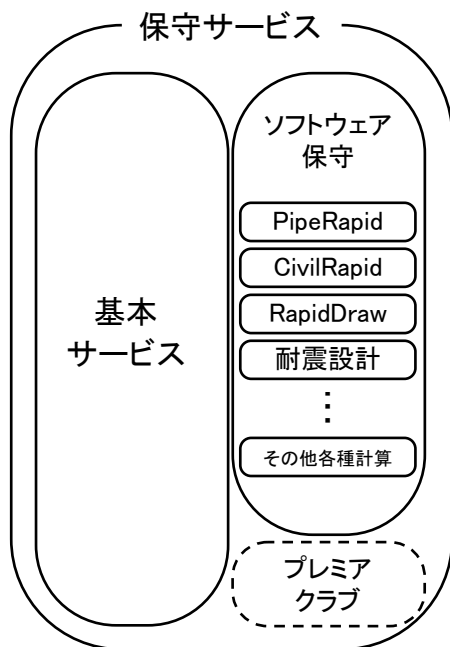 保守サービス
基本
サービス
ソフトウェア
保守
PipeRapid
CivilRapid
RapidDraw
耐震設計
⋮
その他各種計算
プレミア
クラブ